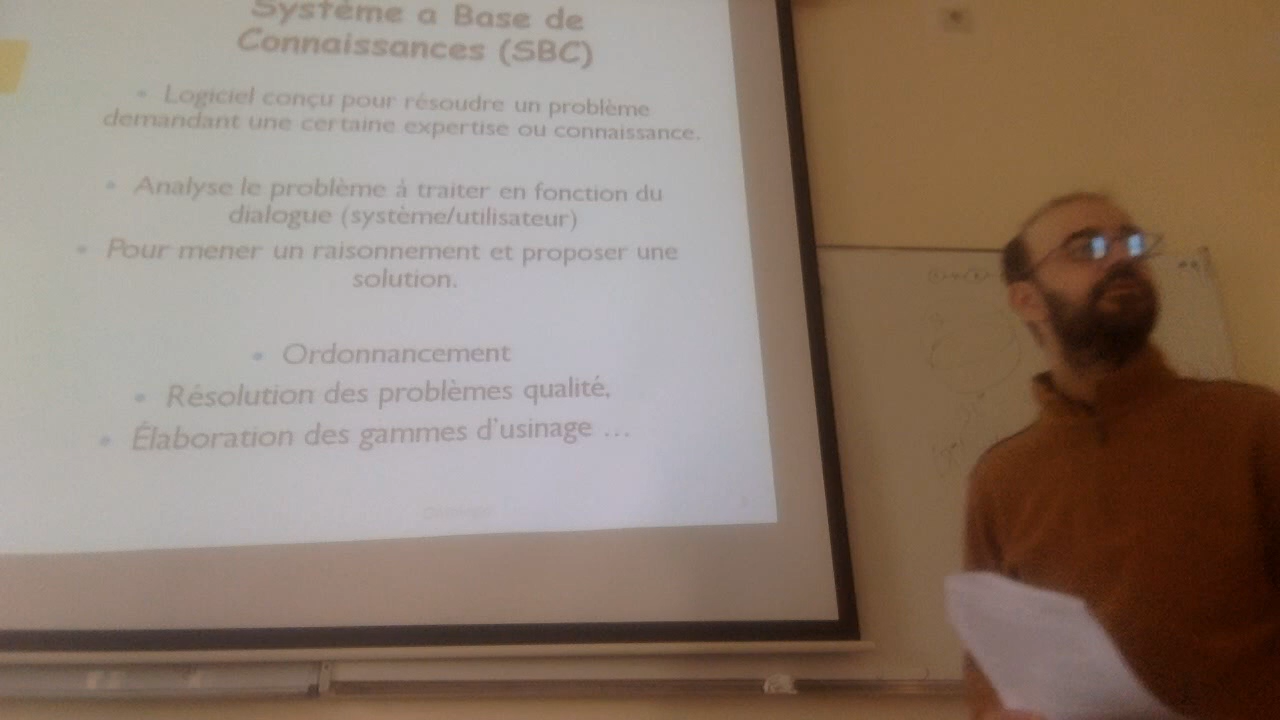 Système a Base de
Connaissances (SBC)
• Logiciel conçu pour résoudre un problème
demandant une certaine expertise ou connaissance.
• Analyse le problème à traiter en fonction du
dialogue (système/utilisateur)
• Pour mener un raisonnement et proposer une
solution.
• Ordonnancement
• Résolution des problèmes qualité,
• Élaboration des gammes d'usinage ...